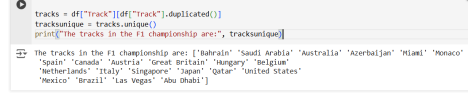 tracks = df["Track"][df["Track"].duplicated()]
tracksunique = tracks.unique()
print("The tracks in the F1 championship are:", tracksunique)
The tracks in the F1 championship are: ['Bahrain' 'Saudi Arabia' 'Australia' 'Azerbaijan' 'Miami' 'Monaco'
'Spain' 'Canada' 'Austria' 'Great Britain' 'Hungary' 'Belgium'
'Netherlands' 'Italy' 'Singapore' 'Japan' 'Qatar' 'United States'
'Mexico' 'Brazil' 'Las Vegas' 'Abu Dhabi']